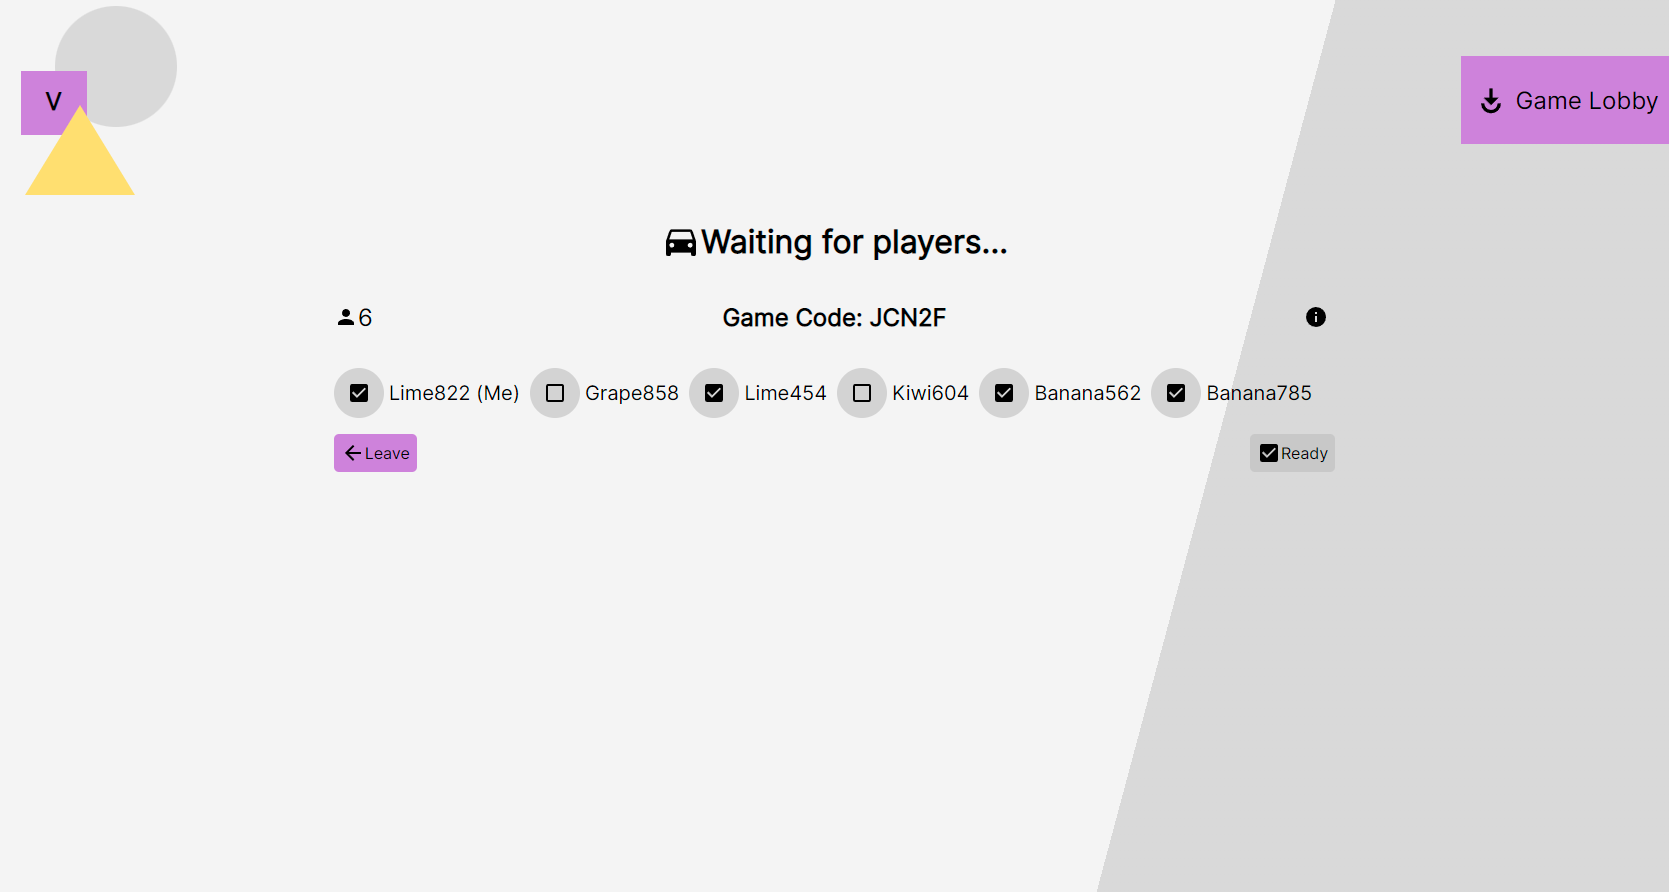 V
Game Lobby
Waiting for players...
6
Game Code: JCN2F
Lime822 (Me) Grape858 Lime454 Kiwi604 Banana562 Banana785
Leave
Ready